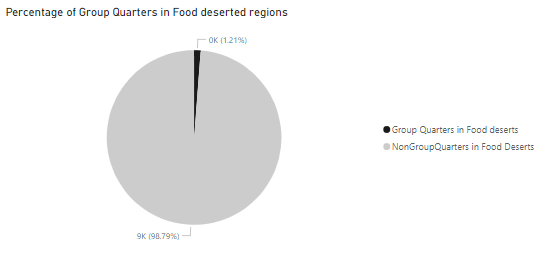 Percentage of Group Quarters in Food deserted regions
0K (1.21%)
Group Quarters in Food deserts
NonGroupQuarters in Food Deserts
9K (98.79%)